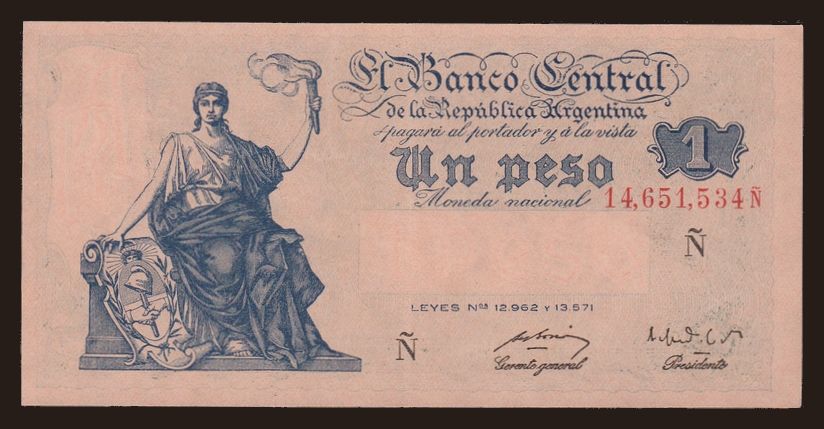 El Banco Central
de la República Argentina
pagará al portador y á la vista
1
Un peso
Moneda nacional
14,651,534 Ñ
Ñ
LEYES Nos 12.962 Y 13.571
Ñ
Gerente general
Presidente